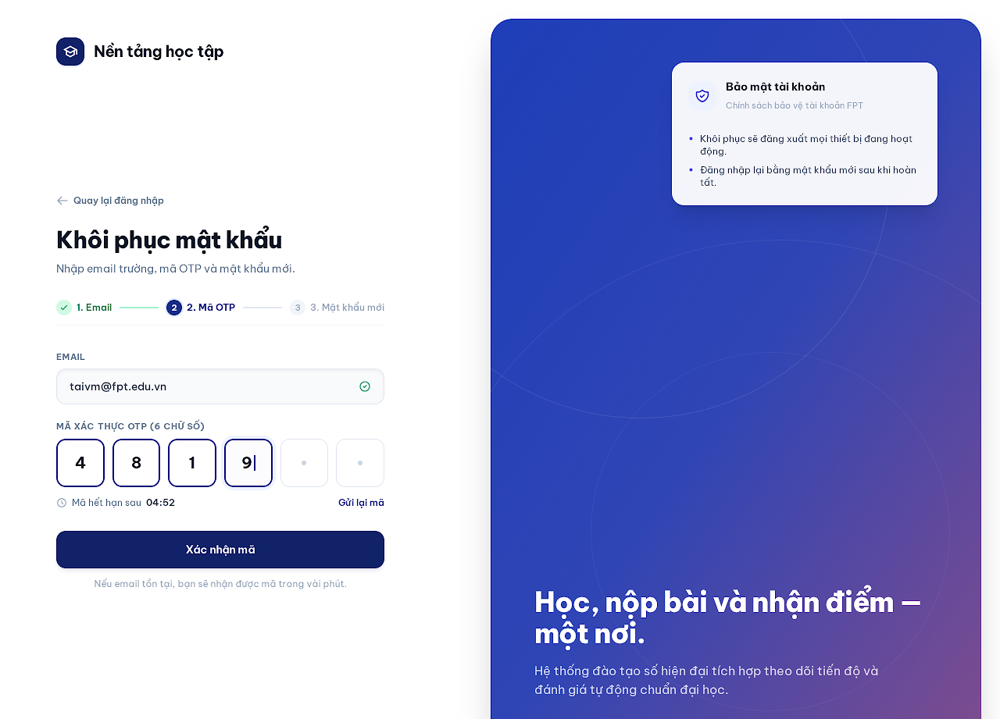 Nền tảng học tập
Quay lại đăng nhập
Khôi phục mật khẩu
Nhập email trường, mã OTP và mật khẩu mới.
1. Email
2
2. Mã OTP
3
3. Mật khẩu mới
EMAIL
taivm@fpt.edu.vn
MÃ XÁC THỰC OTP (6 CHỮ SỐ)
4 8 1 9 • •
Mã hết hạn sau 04:52
Gửi lại mã
Xác nhận mã
Nếu email tồn tại, bạn sẽ nhận được mã trong vài phút.
Bảo mật tài khoản
Chính sách bảo vệ tài khoản FPT
• Khôi phục sẽ đăng xuất mọi thiết bị đang hoạt
động.
• Đăng nhập lại bằng mật khẩu mới sau khi hoàn
tất.
Học, nộp bài và nhận điểm —
một nơi.
Hệ thống đào tạo số hiện đại tích hợp theo dõi tiến độ và
đánh giá tự động chuẩn đại học.